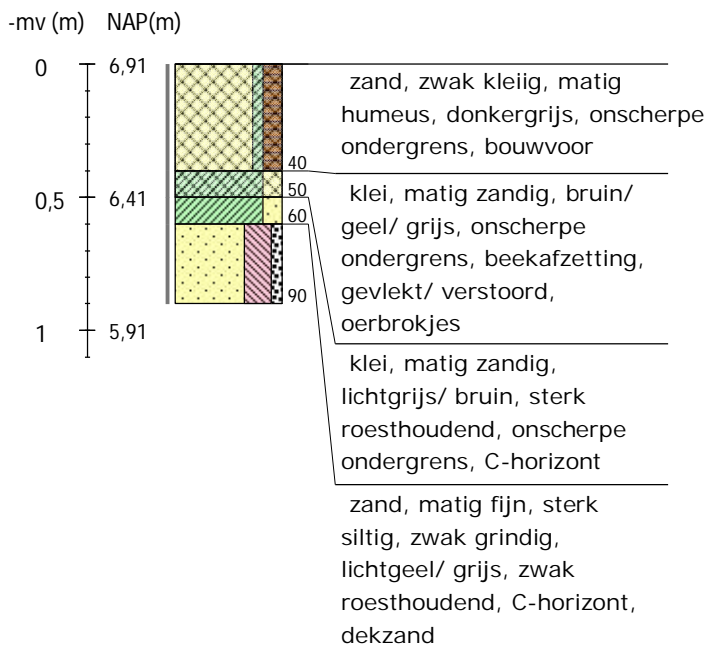 -mv (m) NAP(m)
0 6,91
0,5 6,41
1 5,91
40
50
60
90
zand, zwak kleiig, matig
humeus, donkergrijs, onscherpe
ondergrens, bouwvoor
klei, matig zandig, bruin/
geel/ grijs, onscherpe
ondergrens, beekafzetting,
gevlekt/ verstoord,
oerbrokjes
klei, matig zandig,
lichtgrijs/ bruin, sterk
roesthoudend, onscherpe
ondergrens, C-horizont
zand, matig fijn, sterk
siltig, zwak grindig,
lichtgeel/ grijs, zwak
roesthoudend, C-horizont,
dekzand